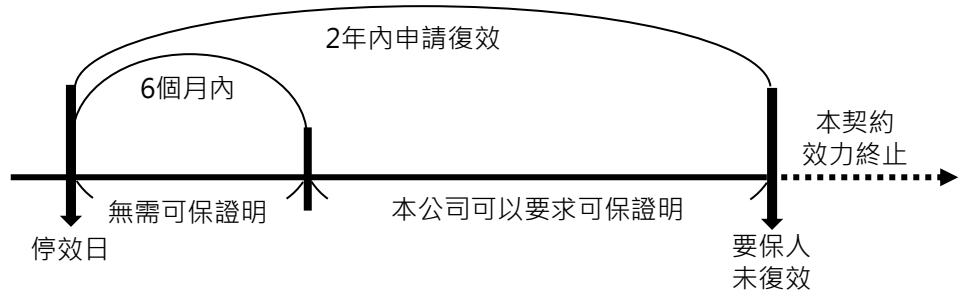 2年內申請復效
6個月內
本契約
效力終止
無需可保證明
本公司可以要求可保證明
停效日
要保人
未復效